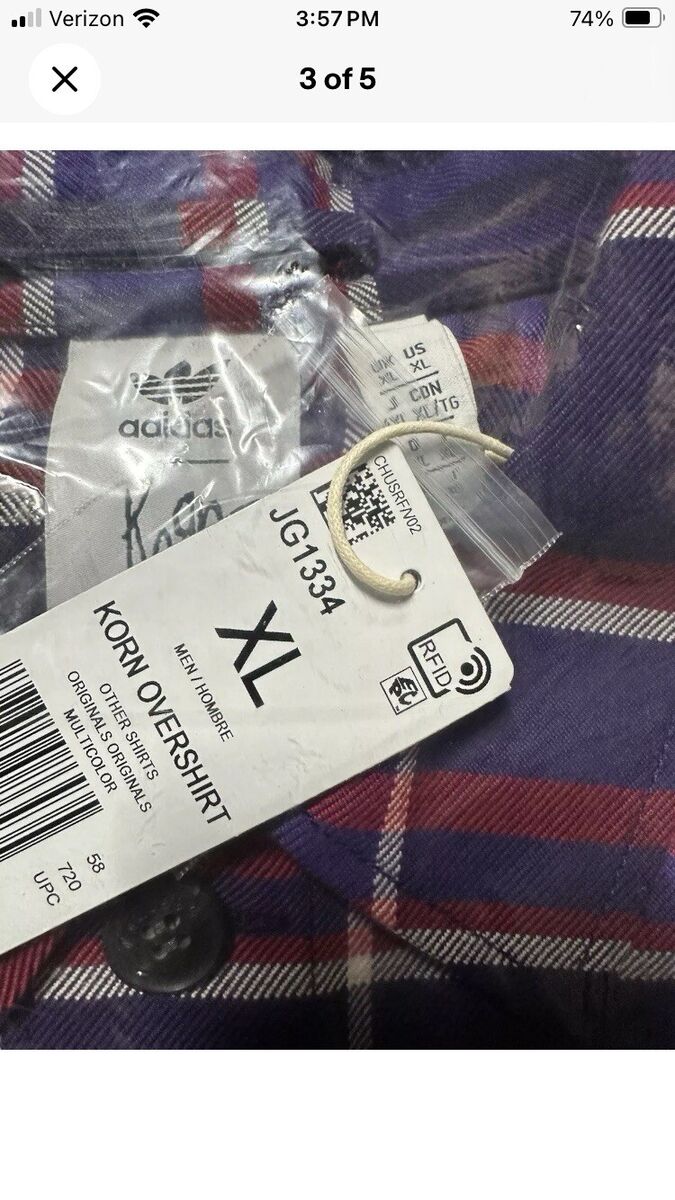 Verizon
3:57 PM
74%
3 of 5
adidas
Korn
US
XL
CDN
XL/TG
CHUSRFN02
JG1334
XL
RFID
MEN / HOMBRE
KORN OVERSHIRT
OTHER SHIRTS
ORIGINALS ORIGINALS
MULTICOLOR
58
720
UPC